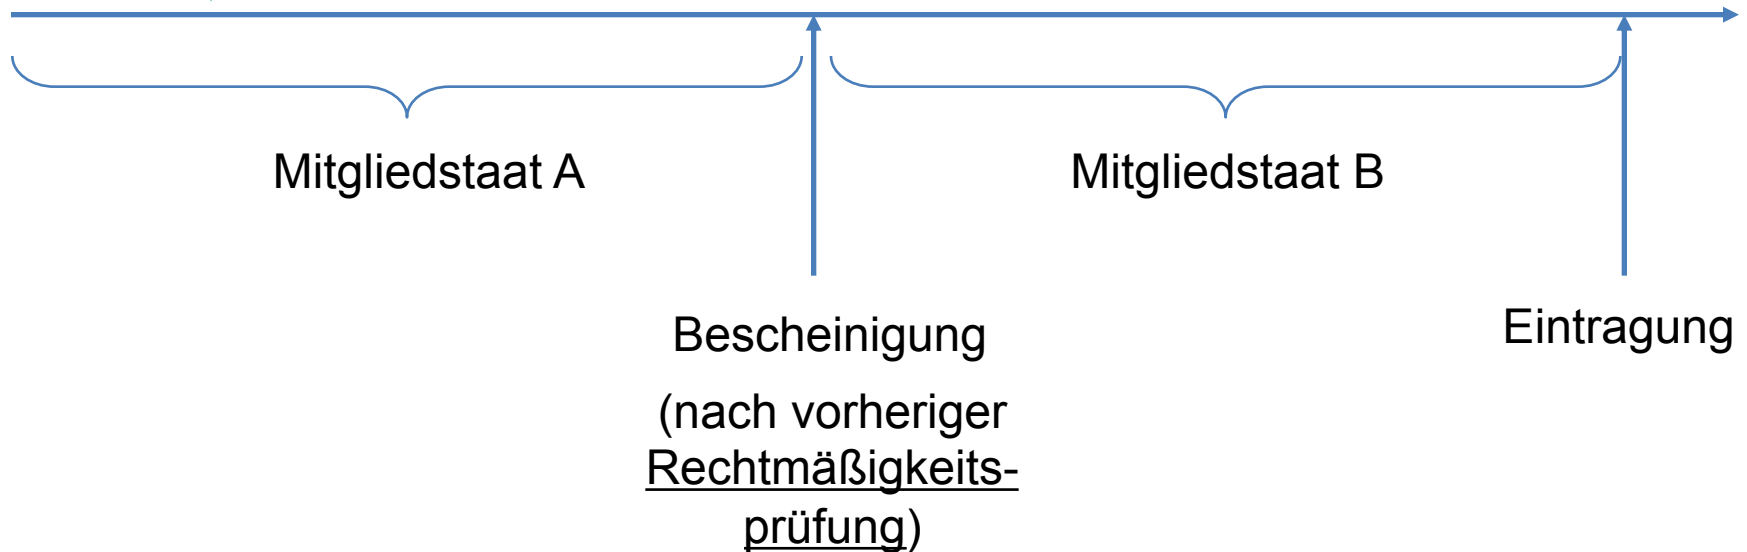 Mitgliedstaat A
Mitgliedstaat B
Bescheinigung
(nach vorheriger
Rechtmäßigkeits-
prüfung)
Eintragung